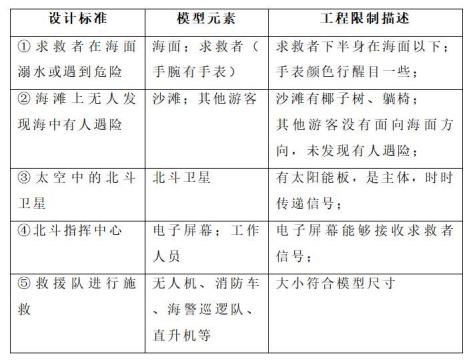 设计标准 模型元素 工程限制描述
①求救者在海面 海面；求救者（ 求救者下半身在海面以下；
溺水或遇到危险 手腕有手表） 手表颜色行醒目一些；
②海滩上无人发 沙滩；其他游客 沙滩有椰子树、躺椅；
现海中有人遇险 其他游客没有面向海面方
向，未发现有人遇险；
③太空中的北斗 北斗卫星 有太阳能板，是主体，时时
卫星 传递信号；
④北斗指挥中心 电子屏幕；工作 电子屏幕能够接收求救者
人员 信号；
⑤救援队进行施 无人机、消防车 大小符合模型尺寸
救 、海警巡逻队、
直升机等